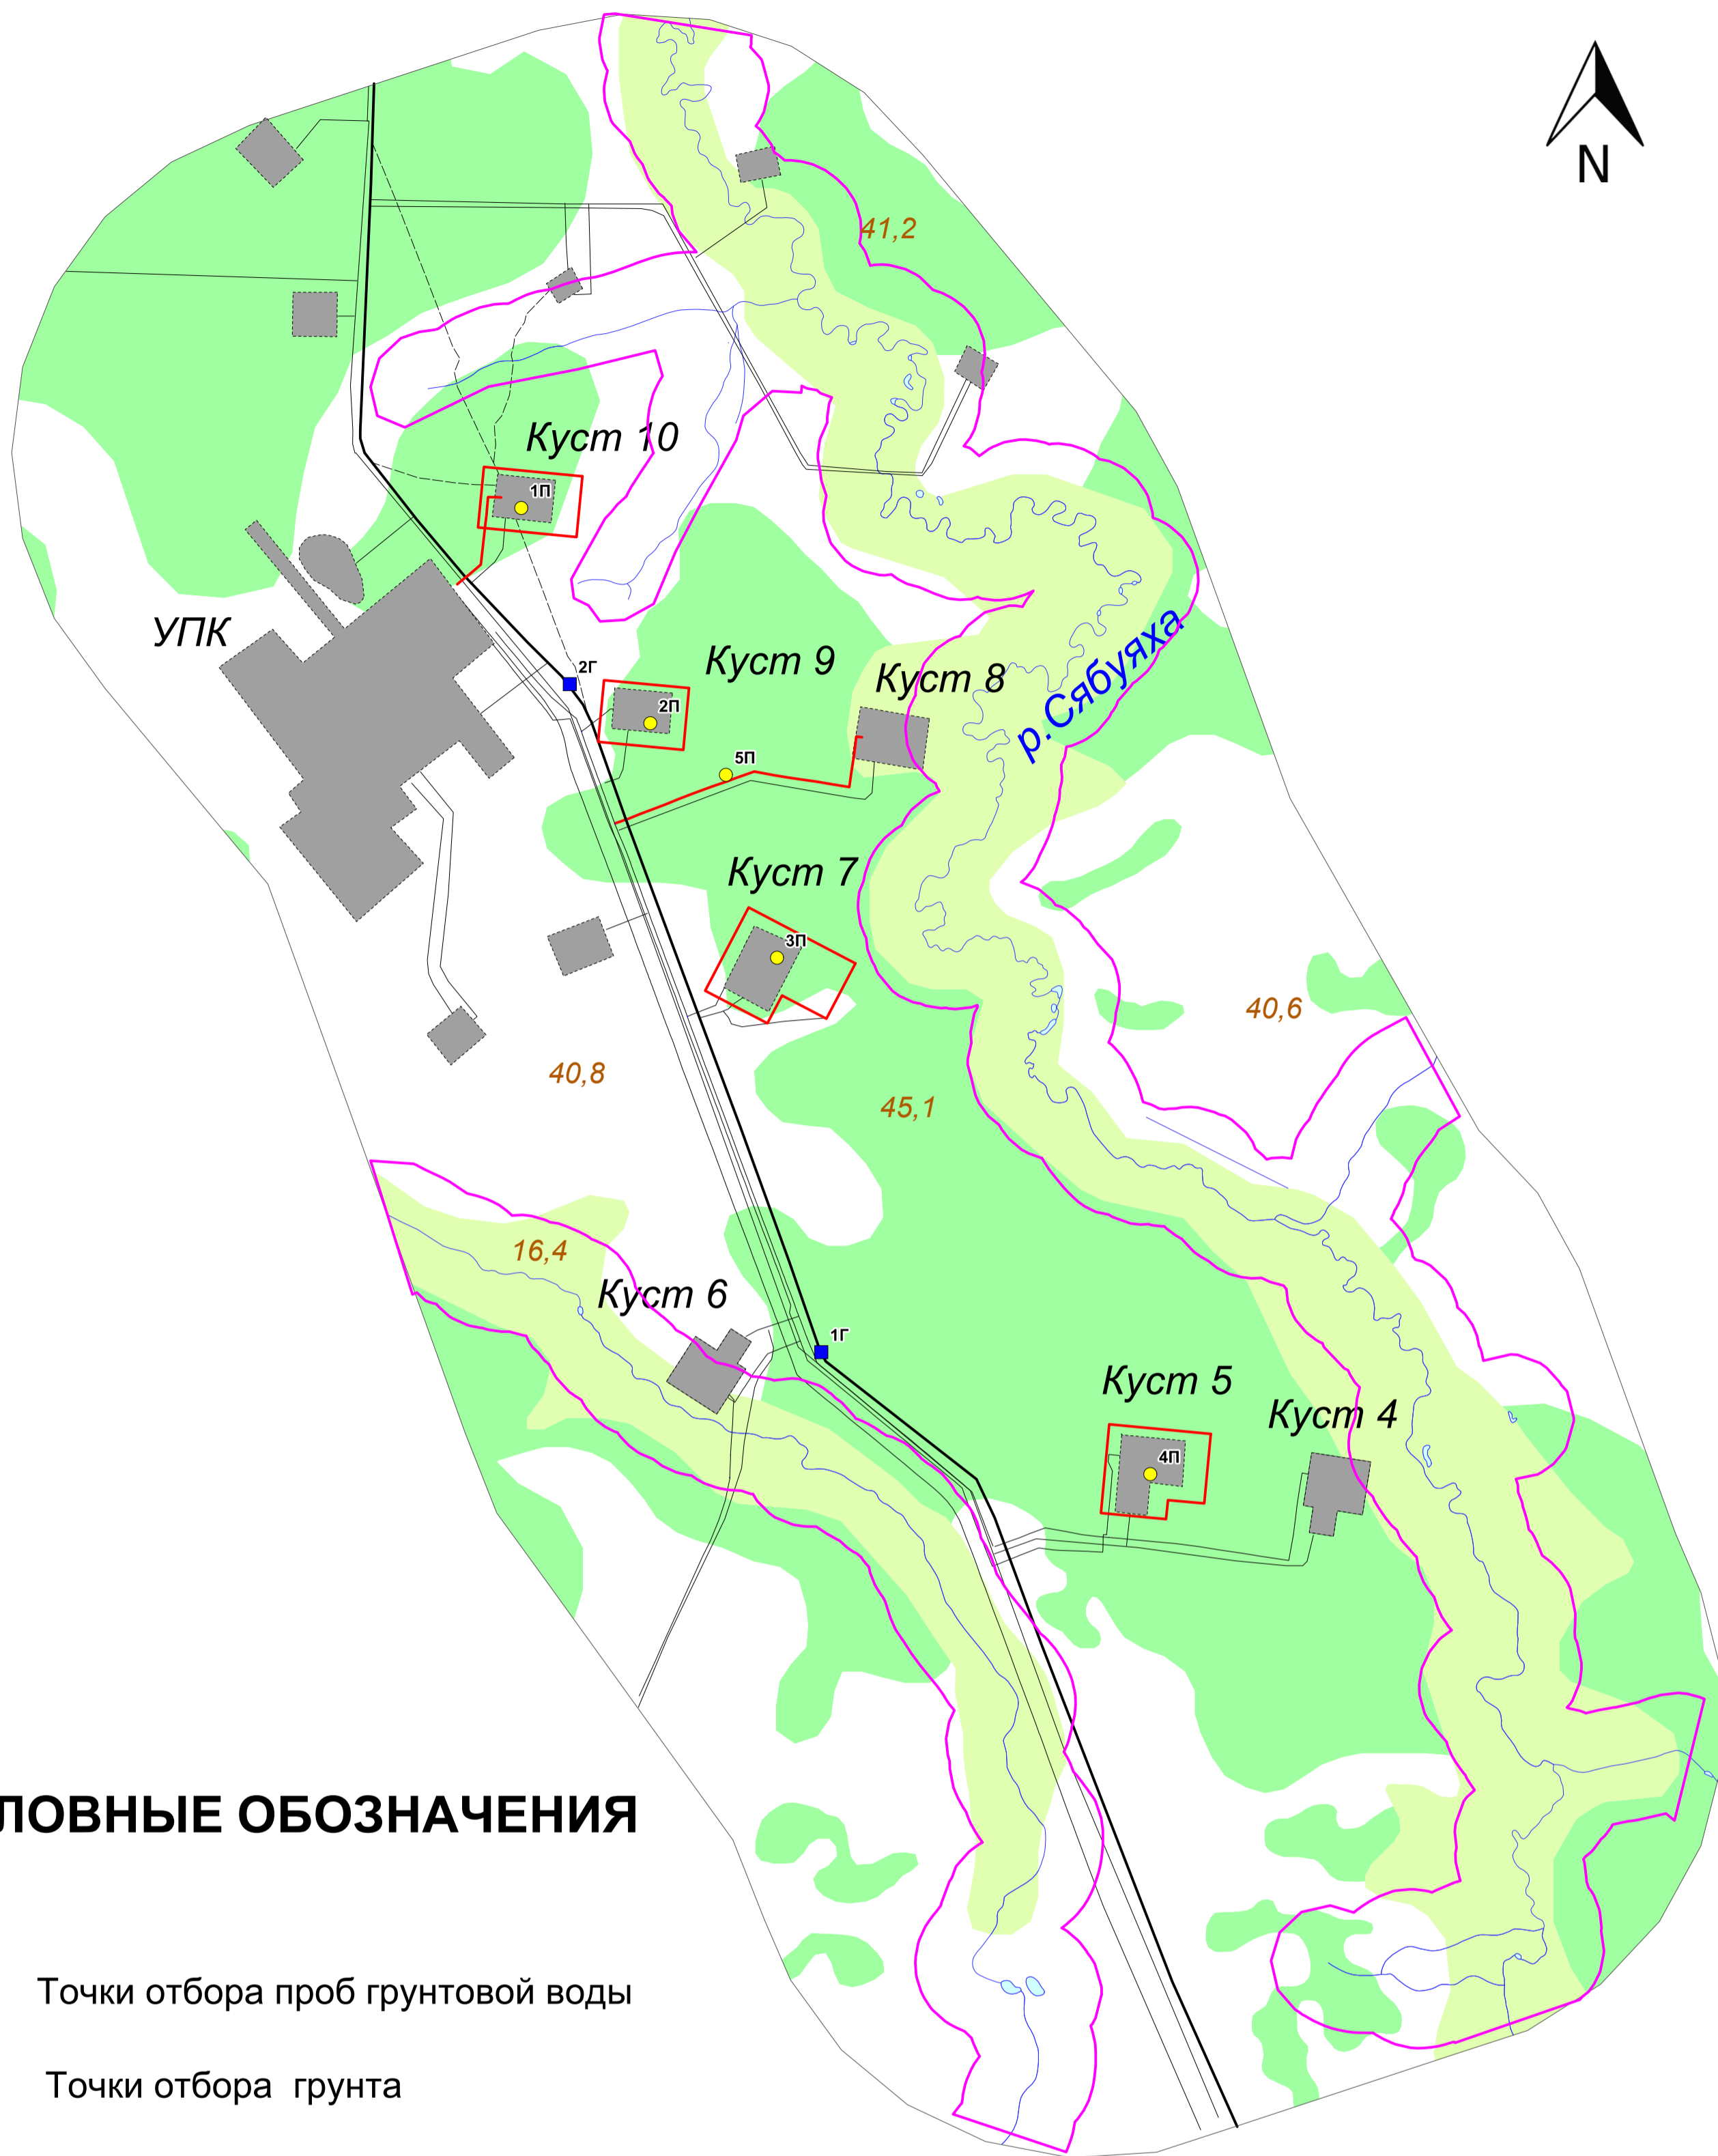 N
41,2
Куст 10
1П
УПК
2Г
Куст 9
Куст 8
р.Сябуяха
2П
5П
Куст 7
3П
40,6
40,8
45,1
16,4
Куст 6
1Г
Куст 5
Куст 4
4П
ЛОВНЫЕ ОБОЗНАЧЕНИЯ
Точки отбора проб грунтовой воды
Точки отбора грунта